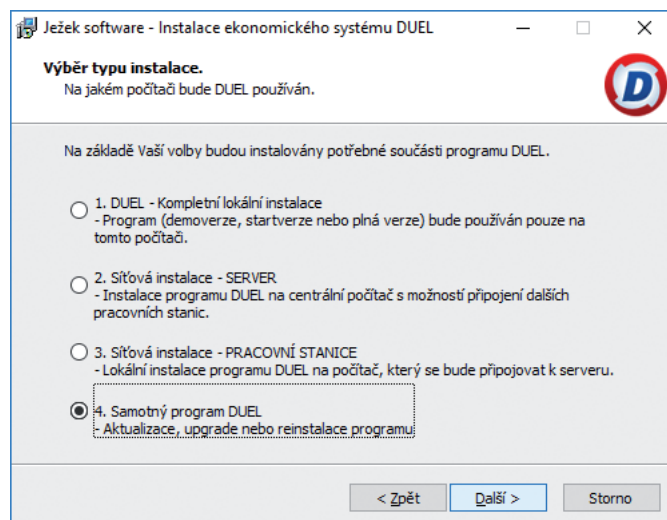 Ježek software - Instalace ekonomického systému DUEL
Výběr typu instalace.
Na jakém počítači bude DUEL používán.
D
Na základě Vaší volby budou instalovány potřebné součásti programu DUEL.
1. DUEL - Kompletní lokální instalace
- Program (demoverze, startverze nebo plná verze) bude používán pouze na
tomto počítači.
2. Síťová instalace - SERVER
- Instalace programu DUEL na centrální počítač s možností připojení dalších
pracovních stanic.
3. Síťová instalace - PRACOVNÍ STANICE
- Lokální instalace programu DUEL na počítač, který se bude připojovat k serveru.
4. Samotný program DUEL
- Aktualizace, upgrade nebo reinstalace programu
< Zpět
Další >
Storno